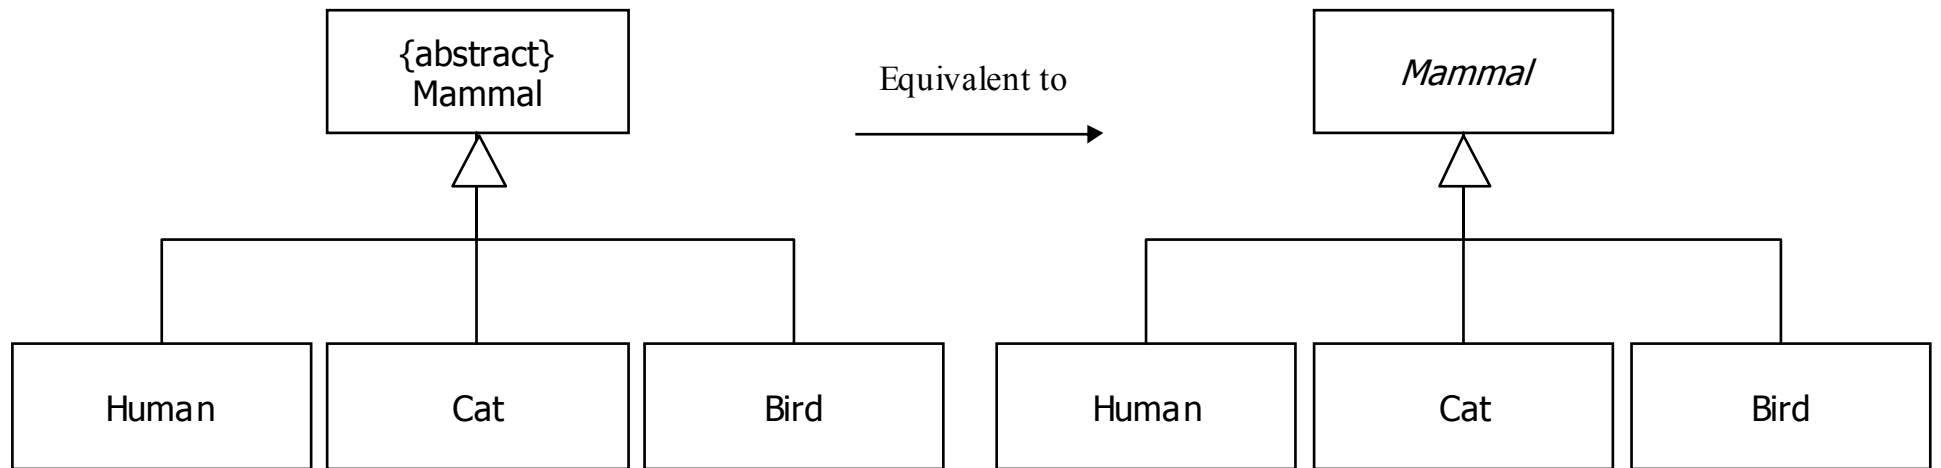 {abstract}
Mammal
Equivalent to
Mammal
Human
Cat
Bird
Human
Cat
Bird